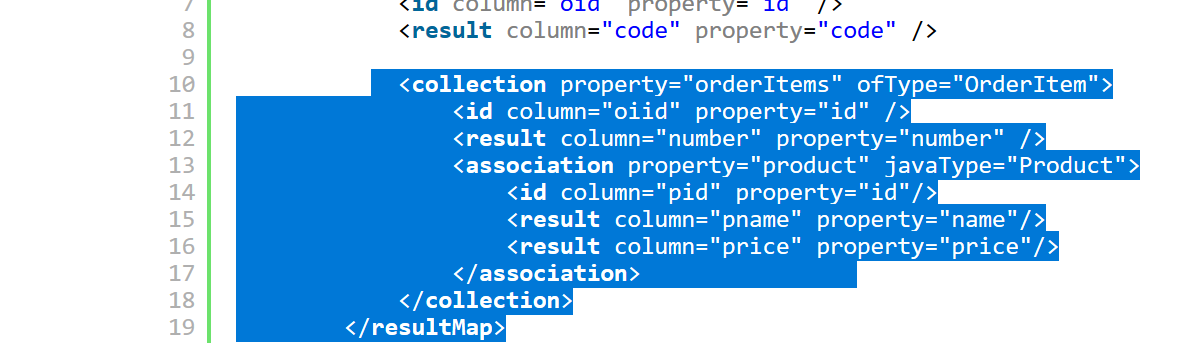 7 <id column="oid" property="id" />
8 <result column="code" property="code" />
9
10 <collection property="orderItems" ofType="OrderItem">
11 <id column="oiid" property="id" />
12 <result column="number" property="number" />
13 <association property="product" javaType="Product">
14 <id column="pid" property="id"/>
15 <result column="pname" property="name"/>
16 <result column="price" property="price"/>
17 </association>
18 </collection>
19 </resultMap>